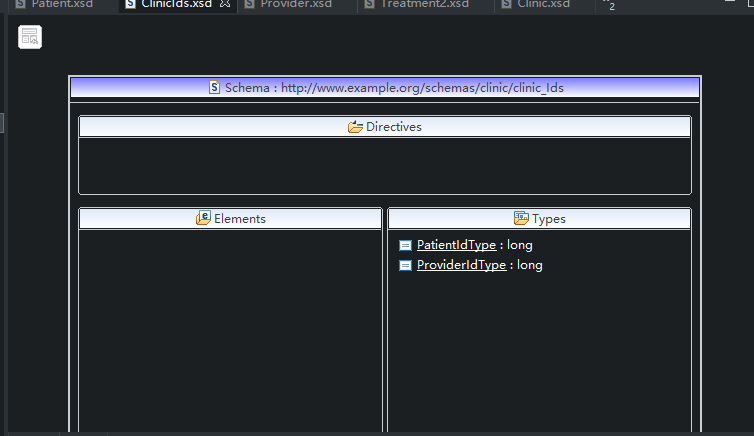 Patient.xsd ClinicIds.xsd Provider.xsd Treatment2.xsd Clinic.xsd
2
Schema : http://www.example.org/schemas/clinic/clinic_Ids
Directives
Elements
Types
PatientIdType : long
ProviderIdType : long